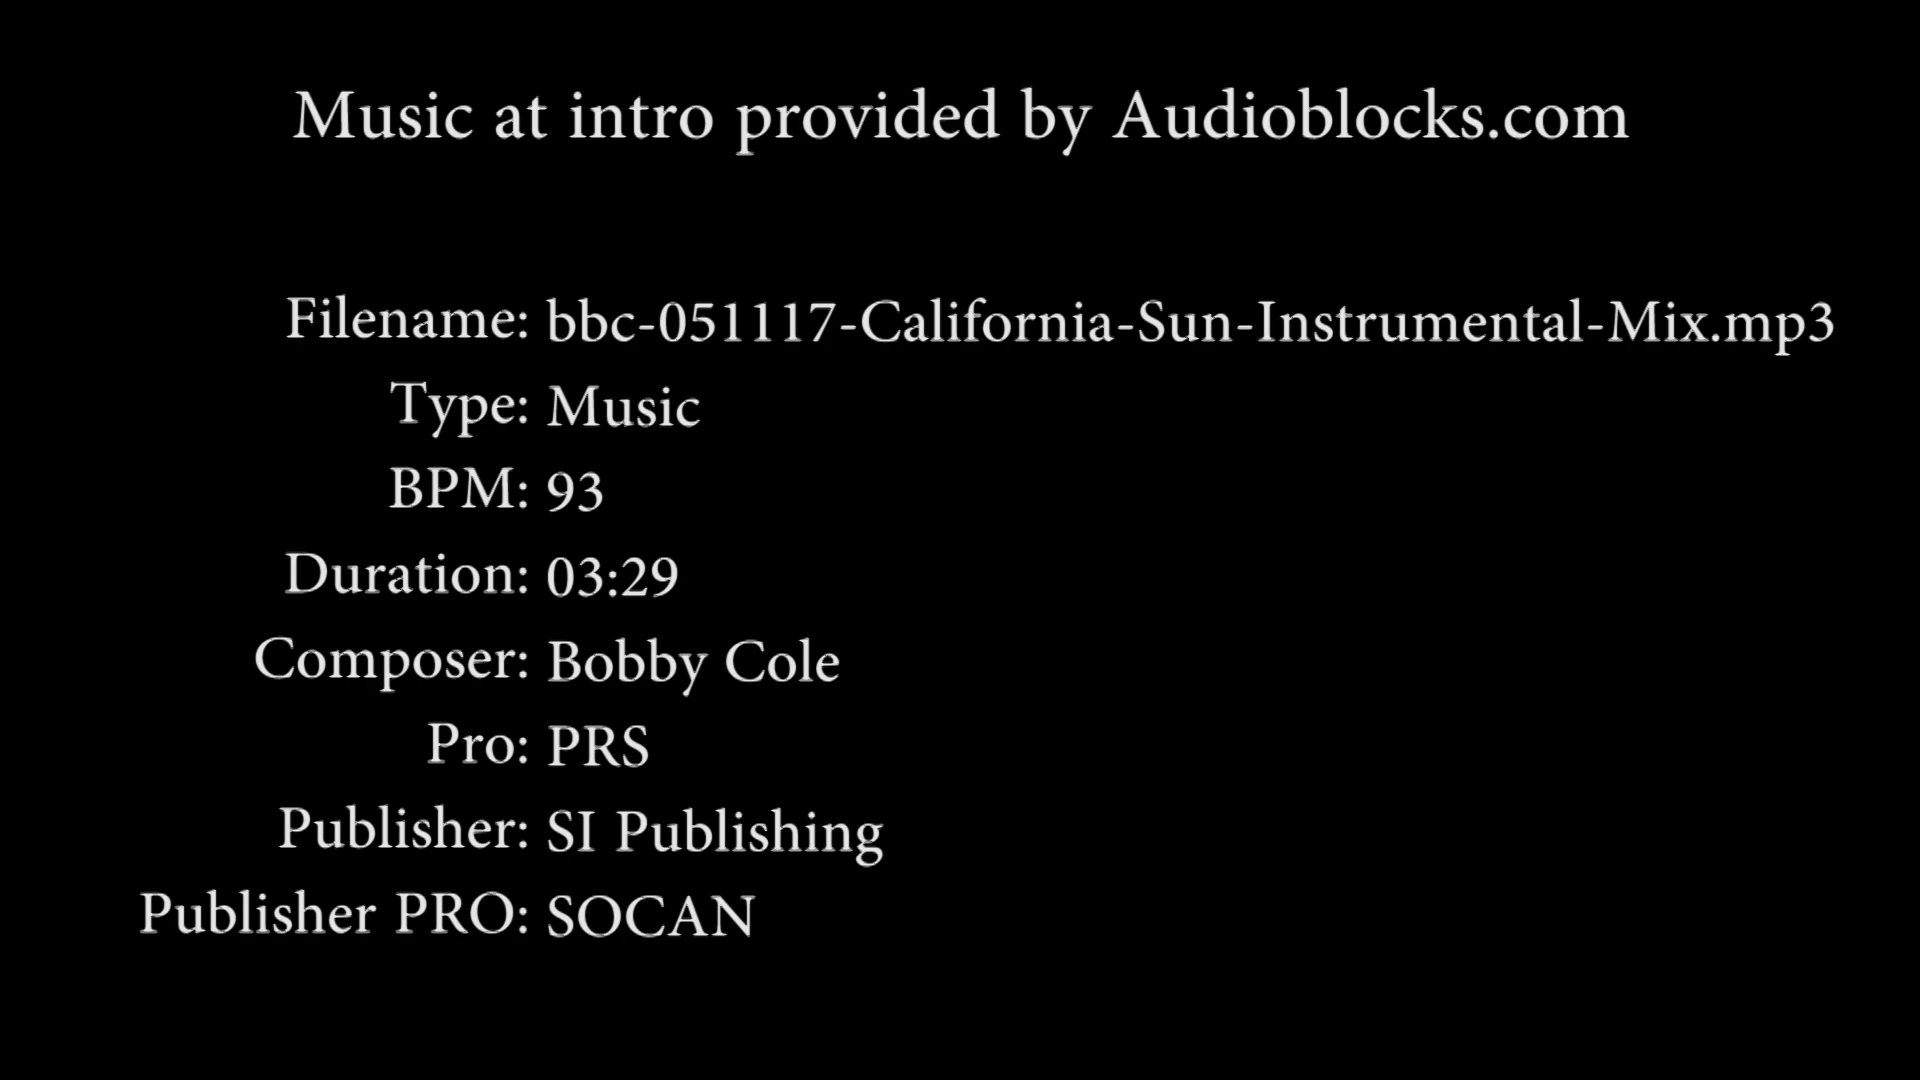 Music at intro provided by Audioblocks.com
Filename: bbc-051117-California-Sun-Instrumental-Mix.mp3
Type: Music
BPM: 93
Duration: 03:29
Composer: Bobby Cole
Pro: PRS
Publisher: SI Publishing
Publisher PRO: SOCAN